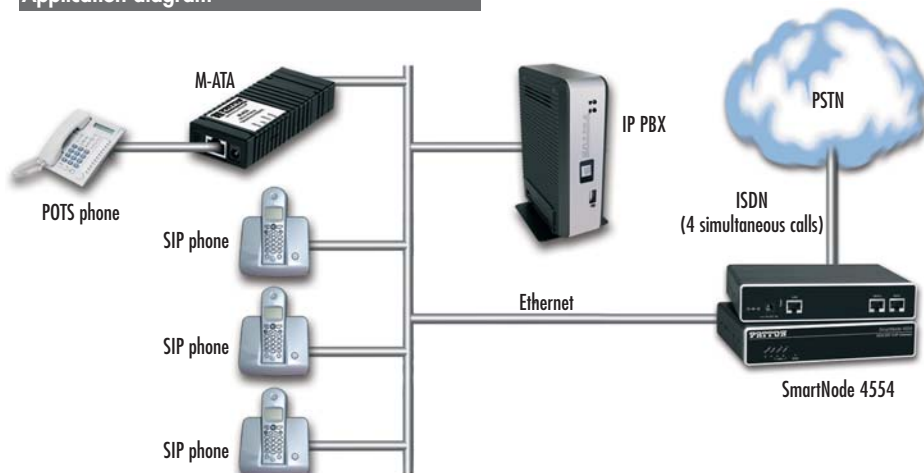 Application diagram
M-ATA
PSTN
IP PBX
POTS phone
ISDN
(4 simultaneous calls)
SIP phone
Ethernet
SIP phone
PATTON
SmartNode 4554
SIP phone